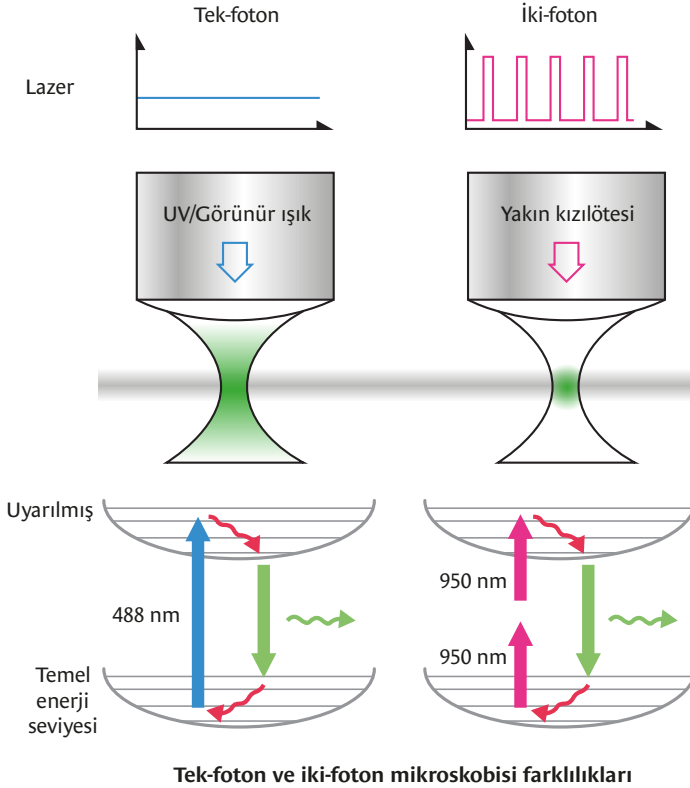 Tek-foton
İki-foton
Lazer
UV/Görünür ışık
Yakın kızılötesi
Uyarılmış
488 nm
950 nm
950 nm
Temel
enerji
seviyesi
Tek-foton ve iki-foton mikroskobisi farklılıkları